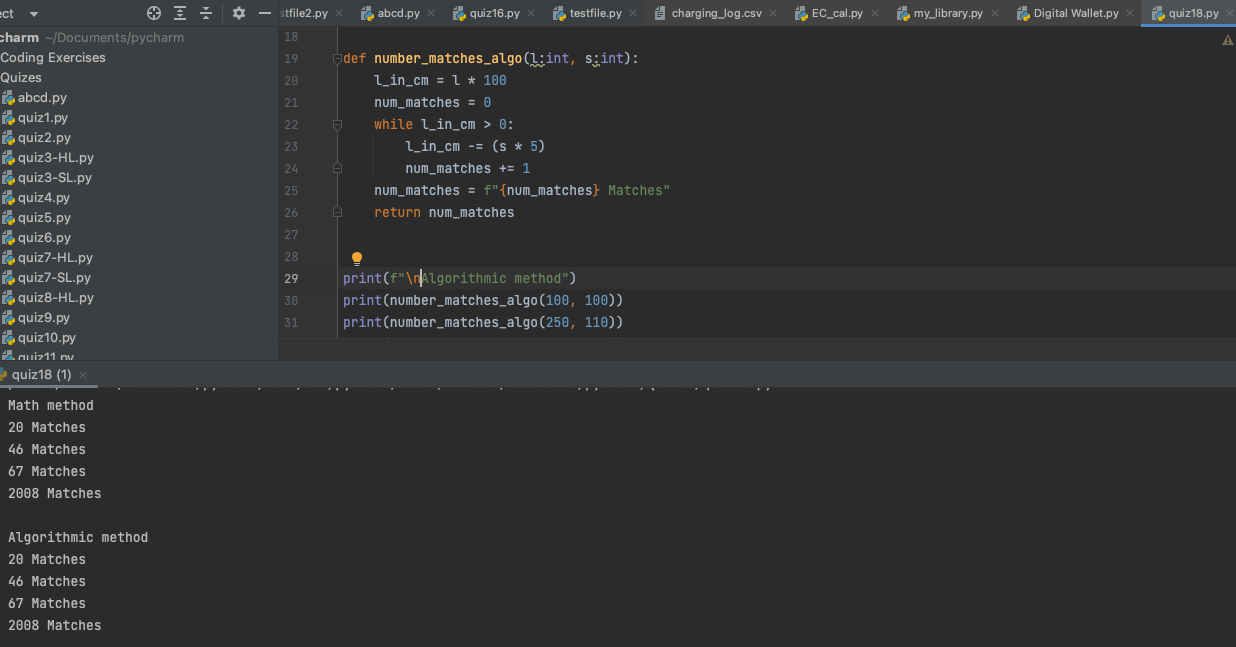 ect
stfile2.py abcd.py quiz16.py testfile.py charging_log.csv EC_cal.py my_library.py Digital Wallet.py quiz18.py
charm ~/Documents/pycharm
Coding Exercises
Quizes
abcd.py
quiz1.py
quiz2.py
quiz3-HL.py
quiz3-SL.py
quiz4.py
quiz5.py
quiz6.py
quiz7-HL.py
quiz7-SL.py
quiz8-HL.py
quiz9.py
quiz10.py
quiz11.py
18
19 def number_matches_algo(l:int, s:int):
20 l_in_cm = l * 100
21 num_matches = 0
22 while l_in_cm > 0:
23 l_in_cm -= (s * 5)
24 num_matches += 1
25 num_matches = f"{num_matches} Matches"
26 return num_matches
27
28
29 print(f"\nAlgorithmic method")
30 print(number_matches_algo(100, 100))
31 print(number_matches_algo(250, 110))
quiz18 (1)
Math method
20 Matches
46 Matches
67 Matches
2008 Matches
Algorithmic method
20 Matches
46 Matches
67 Matches
2008 Matches